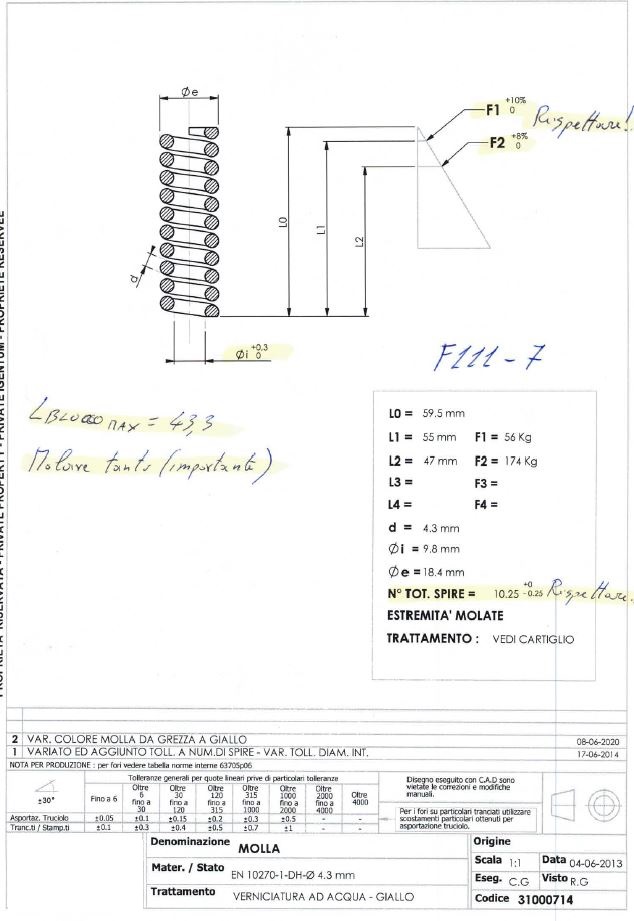 Øe
F1 +10% 0 Rispettare!
F2 +8% 0
L0
L1
L2
d
Øi +0.3 0
F111-7
LBLOCCO MAX = 43,3
Molare tanto (importante)
L0 = 59.5 mm
L1 = 55 mm F1 = 56 Kg
L2 = 47 mm F2 = 174 Kg
L3 = F3 =
L4 = F4 =
d = 4.3 mm
Øi = 9.8 mm
Øe = 18.4 mm
N° TOT. SPIRE = 10.25 +0 -0.25 Rispettare.
ESTREMITA' MOLATE
TRATTAMENTO : VEDI CARTIGLIO
PROPRIETA' RISERVATA - PRIVATE PROPERTY - PRIVATE IGENTUM - PROPRIETE RESERVEE
2 VAR. COLORE MOLLA DA GREZZA A GIALLO 08-06-2020
1 VARIATO ED AGGIUNTO TOLL. A NUM.DI SPIRE - VAR. TOLL. DIAM. INT. 17-06-2014
NOTA PER PRODUZIONE : per fori vedere tabella norme interne 63705p06
Tolleranze generali per quote lineari prive di particolari tolleranze
±30° Fino a 6 Oltre 6 fino a 30 Oltre 30 fino a 120 Oltre 120 fino a 315 Oltre 315 fino a 1000 Oltre 1000 fino a 2000 Oltre 2000 fino a 4000 Oltre 4000
Asportaz. Truciolo ±0.05 ±0.1 ±0.15 ±0.2 ±0.3 ±0.5 - -
Tranc.ti / Stamp.ti ±0.1 ±0.3 ±0.4 ±0.5 ±0.7 ±1 - -
Disegno eseguito con C.A.D sono
vietate le correzioni e modifiche
manuali.
Per i fori su particolari tranciati utilizzare
scostamenti particolari ottenuti per
asportazione truciolo.
Denominazione
MOLLA
Mater. / Stato
EN 10270-1-DH-Ø 4.3 mm
Trattamento
VERNICIATURA AD ACQUA - GIALLO
Origine
Scala 1:1 Data 04-06-2013
Eseg. C.G Visto R.G
Codice 31000714